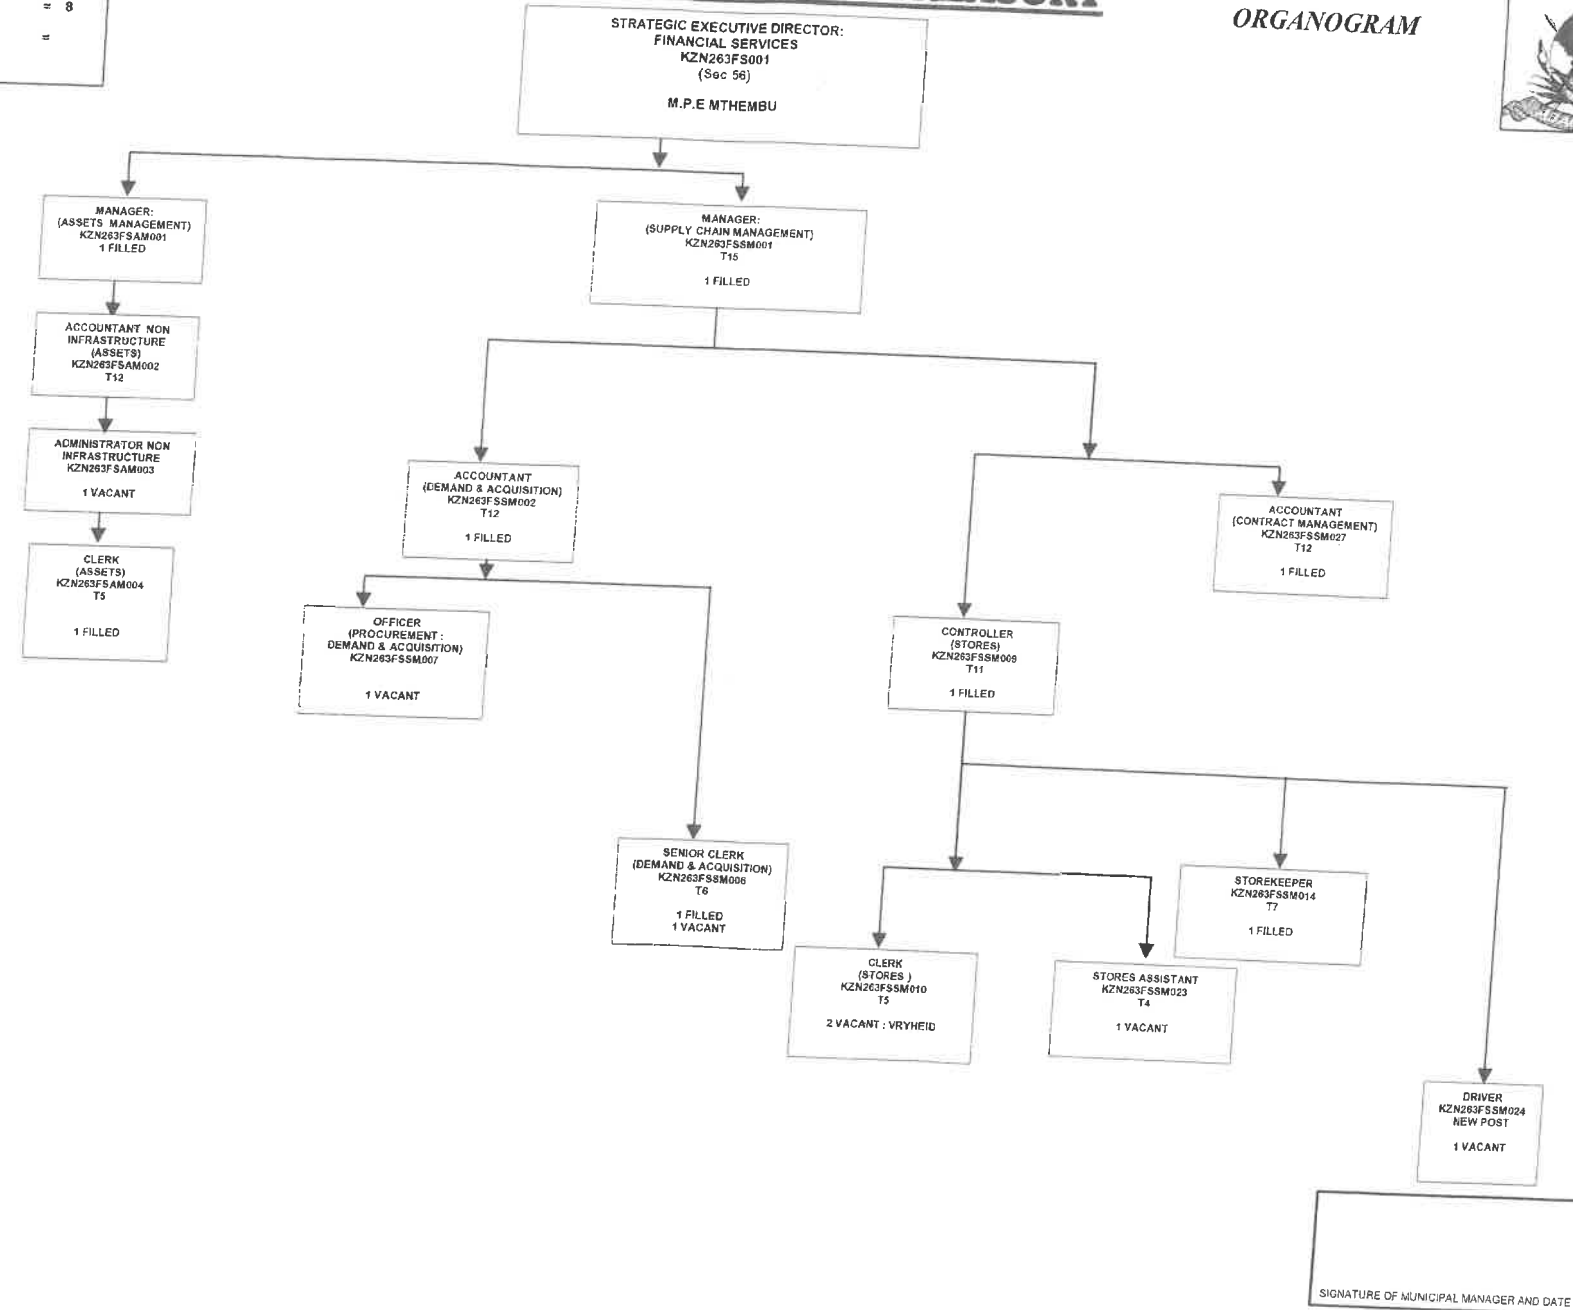 = 8
=
ORGANOGRAM
STRATEGIC EXECUTIVE DIRECTOR:
FINANCIAL SERVICES
KZN263FS001
(Sec 56)
M.P.E MTHEMBU
MANAGER:
(ASSETS MANAGEMENT)
KZN263FSAM001
1 FILLED
MANAGER:
(SUPPLY CHAIN MANAGEMENT)
KZN263FSSM001
T15
1 FILLED
ACCOUNTANT NON
INFRASTRUCTURE
(ASSETS)
KZN263FSAM002
T12
ADMINISTRATOR NON
INFRASTRUCTURE
KZN263FSAM003
1 VACANT
CLERK
(ASSETS)
KZN263FSAM004
T5
1 FILLED
ACCOUNTANT
(DEMAND & ACQUISITION)
KZN263FSSM002
T12
1 FILLED
ACCOUNTANT
(CONTRACT MANAGEMENT)
KZN263FSSM027
T12
1 FILLED
OFFICER
(PROCUREMENT :
DEMAND & ACQUISITION)
KZN263FSSM007
1 VACANT
CONTROLLER
(STORES)
KZN263FSSM009
T11
1 FILLED
SENIOR CLERK
(DEMAND & ACQUISITION)
KZN263FSSM006
T6
1 FILLED
1 VACANT
STOREKEEPER
KZN263FSSM014
T7
1 FILLED
CLERK
(STORES )
KZN263FSSM010
T5
2 VACANT : VRYHEID
STORES ASSISTANT
KZN263FSSM023
T4
1 VACANT
DRIVER
KZN263FSSM024
NEW POST
1 VACANT
SIGNATURE OF MUNICIPAL MANAGER AND DATE